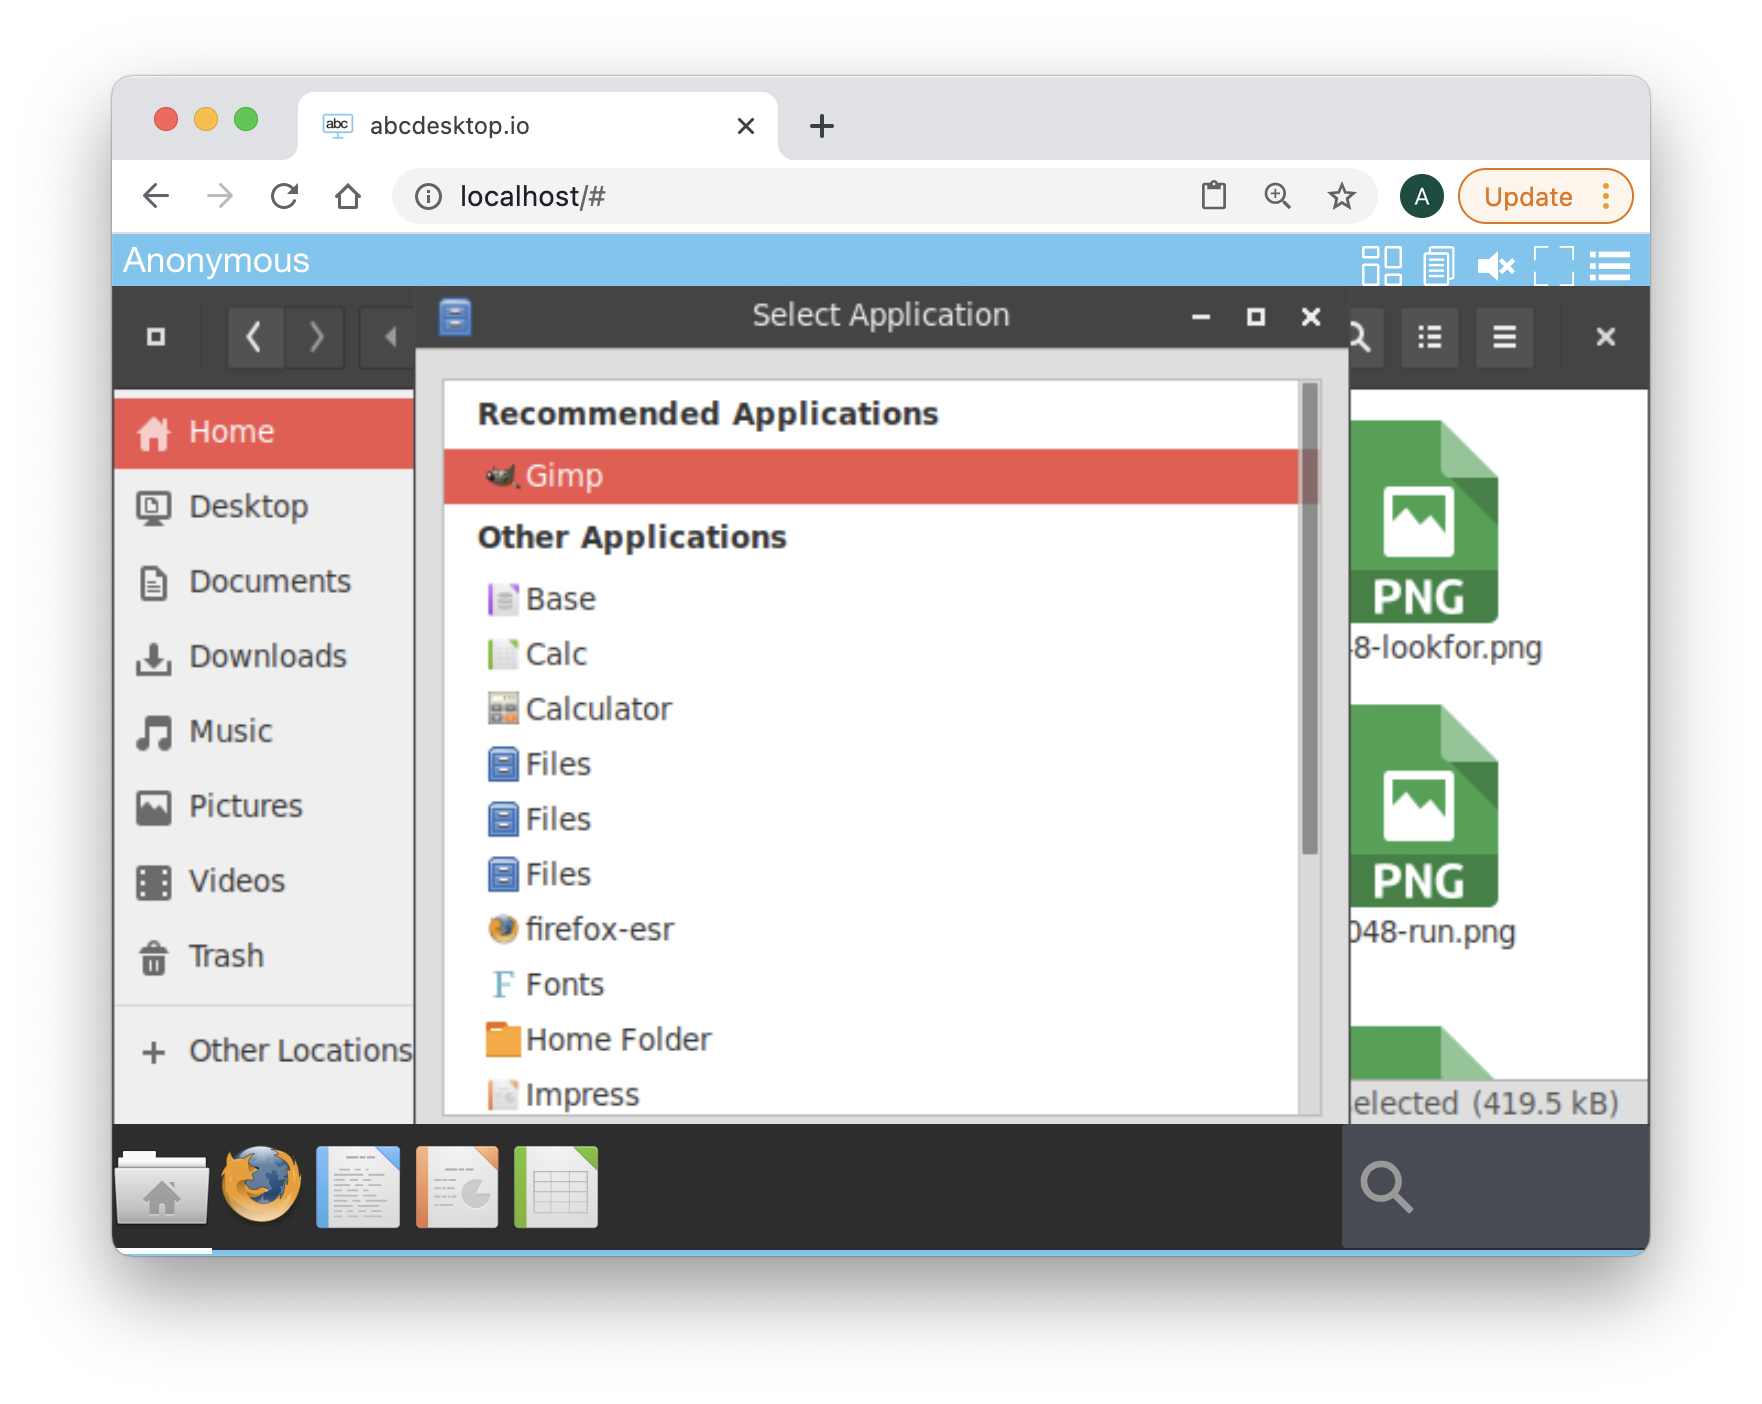 abc abcdesktop.io
localhost/#
A
Update
Anonymous
Select Application
Home
Desktop
Documents
Downloads
Music
Pictures
Videos
Trash
Other Locations
Recommended Applications
Gimp
Other Applications
Base
Calc
Calculator
Files
Files
Files
firefox-esr
F Fonts
Home Folder
Impress
PNG
8-lookfor.png
PNG
048-run.png
elected (419.5 kB)